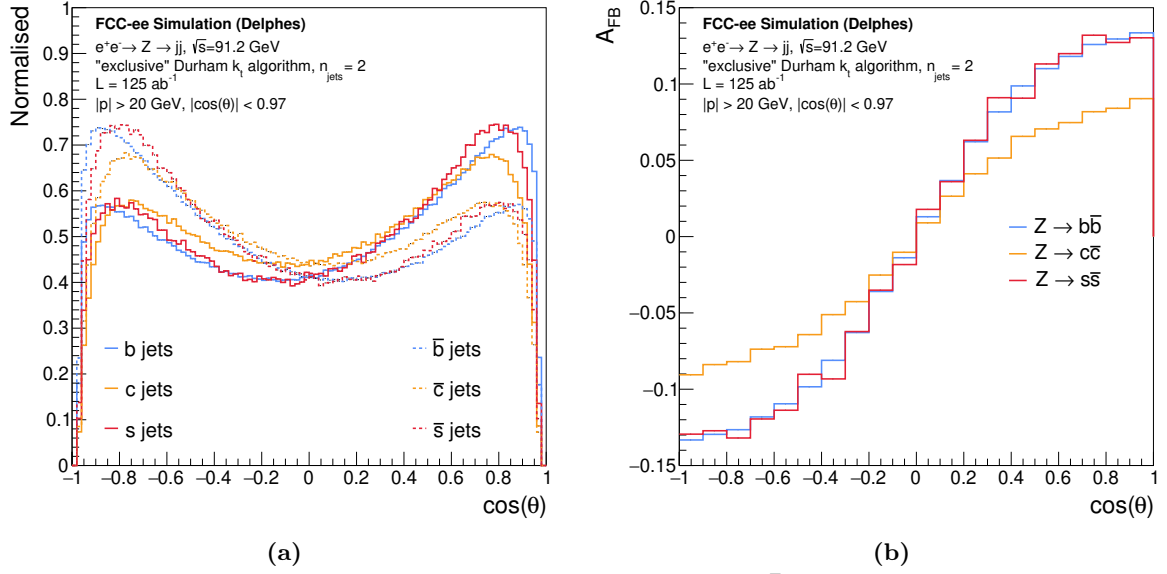 Normalised
FCC-ee Simulation (Delphes)
e⁺e⁻→ Z → jj, √s=91.2 GeV
"exclusive" Durham kₜ algorithm, n_jets = 2
L = 125 ab⁻¹
|p| > 20 GeV, |cos(θ)| < 0.97
1
0.9
0.8
0.7
0.6
0.5
0.4
0.3
0.2
0.1
0
b jets
c jets
s jets
b̅ jets
c̅ jets
s̅ jets
−1 −0.8 −0.6 −0.4 −0.2 0 0.2 0.4 0.6 0.8 1
cos(θ)
(a)
A_FB
FCC-ee Simulation (Delphes)
e⁺e⁻→ Z → jj, √s=91.2 GeV
"exclusive" Durham kₜ algorithm, n_jets = 2
L = 125 ab⁻¹
|p| > 20 GeV, |cos(θ)| < 0.97
0.15
0.1
0.05
0
−0.05
−0.1
−0.15
Z → bb̅
Z → cc̅
Z → ss̅
−1 −0.8 −0.6 −0.4 −0.2 0 0.2 0.4 0.6 0.8 1
cos(θ)
(b)